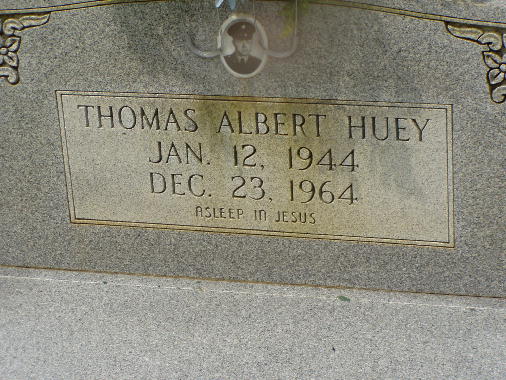 THOMAS ALBERT HUEY
JAN. 12, 1944
DEC. 23, 1964
ASLEEP IN JESUS